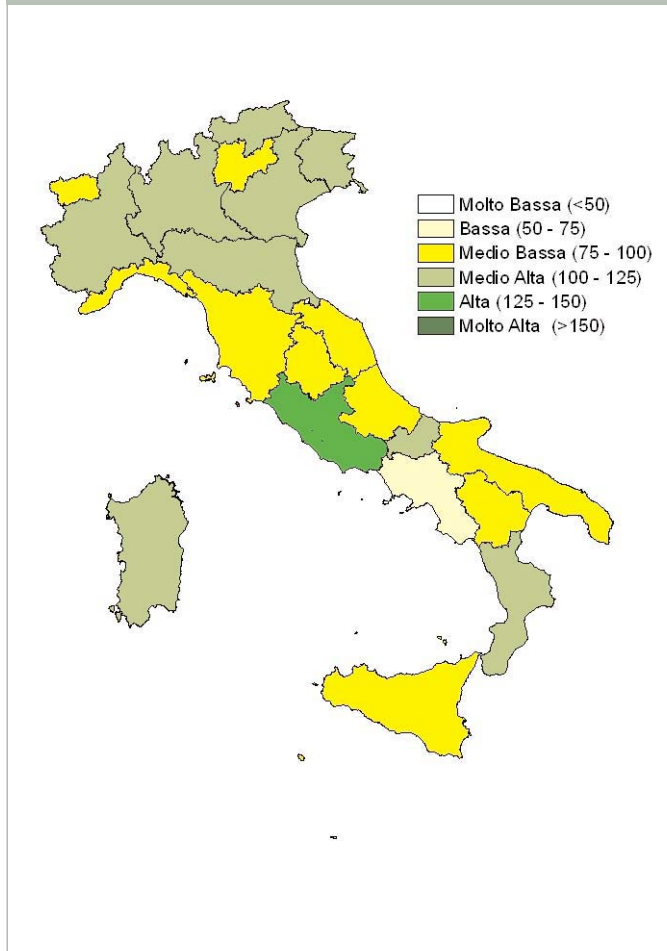 Molto Bassa (<50)
Bassa (50 - 75)
Medio Bassa (75 - 100)
Medio Alta (100 - 125)
Alta (125 - 150)
Molto Alta (>150)